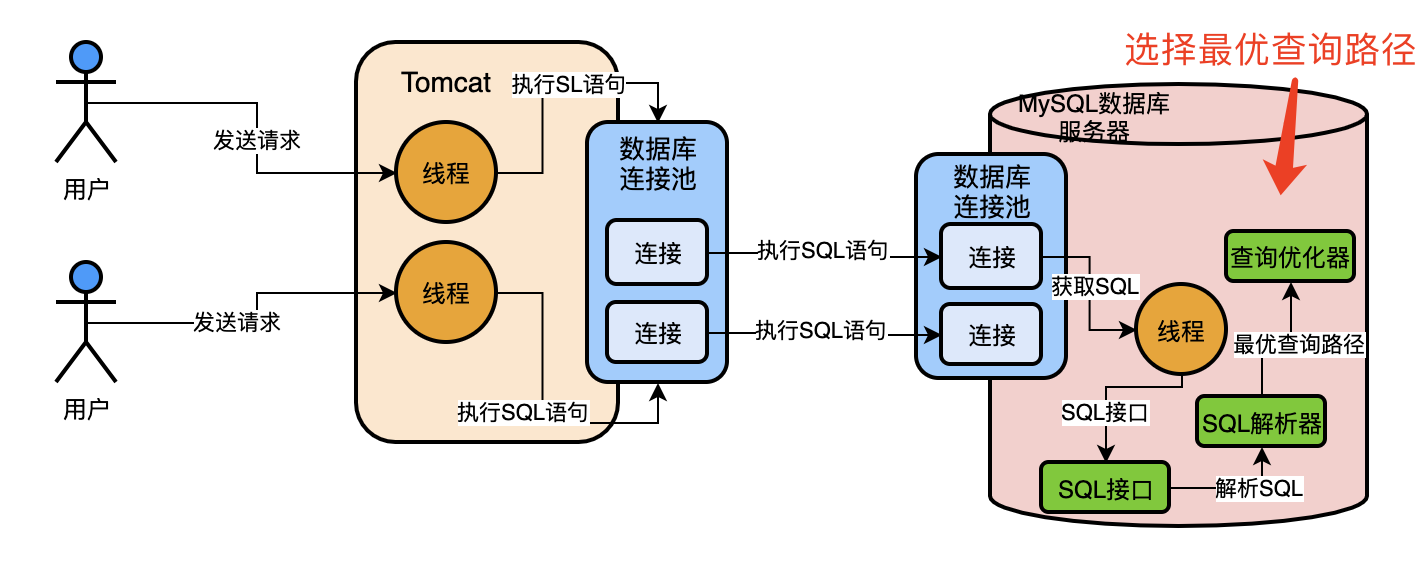 选择最优查询路径
Tomcat
执行SL语句
MySQL数据库
服务器
发送请求
线程
数据库
连接池
数据库
连接池
用户
连接
执行SQL语句
连接
查询优化器
获取SQL
线程
发送请求
线程
连接
执行SQL语句
连接
线程
最优查询路径
用户
执行SQL语句
SQL接口
SQL解析器
SQL接口
解析SQL